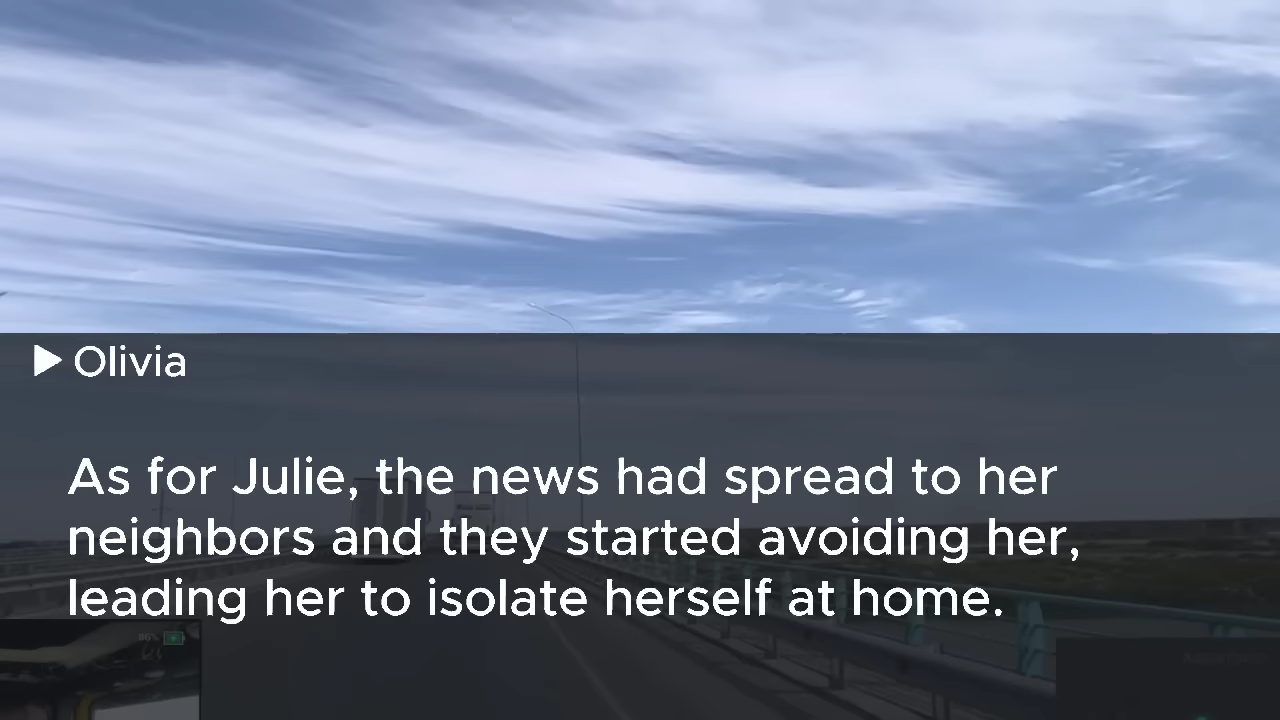 ▶ Olivia
As for Julie, the news had spread to her
neighbors and they started avoiding her,
leading her to isolate herself at home.
86%